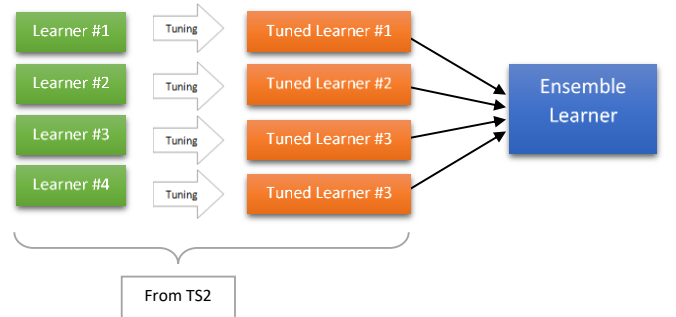 Learner #1
Tuning
Tuned Learner #1
Learner #2
Tuning
Tuned Learner #2
Learner #3
Tuning
Tuned Learner #3
Learner #4
Tuning
Tuned Learner #3
Ensemble
Learner
From TS2